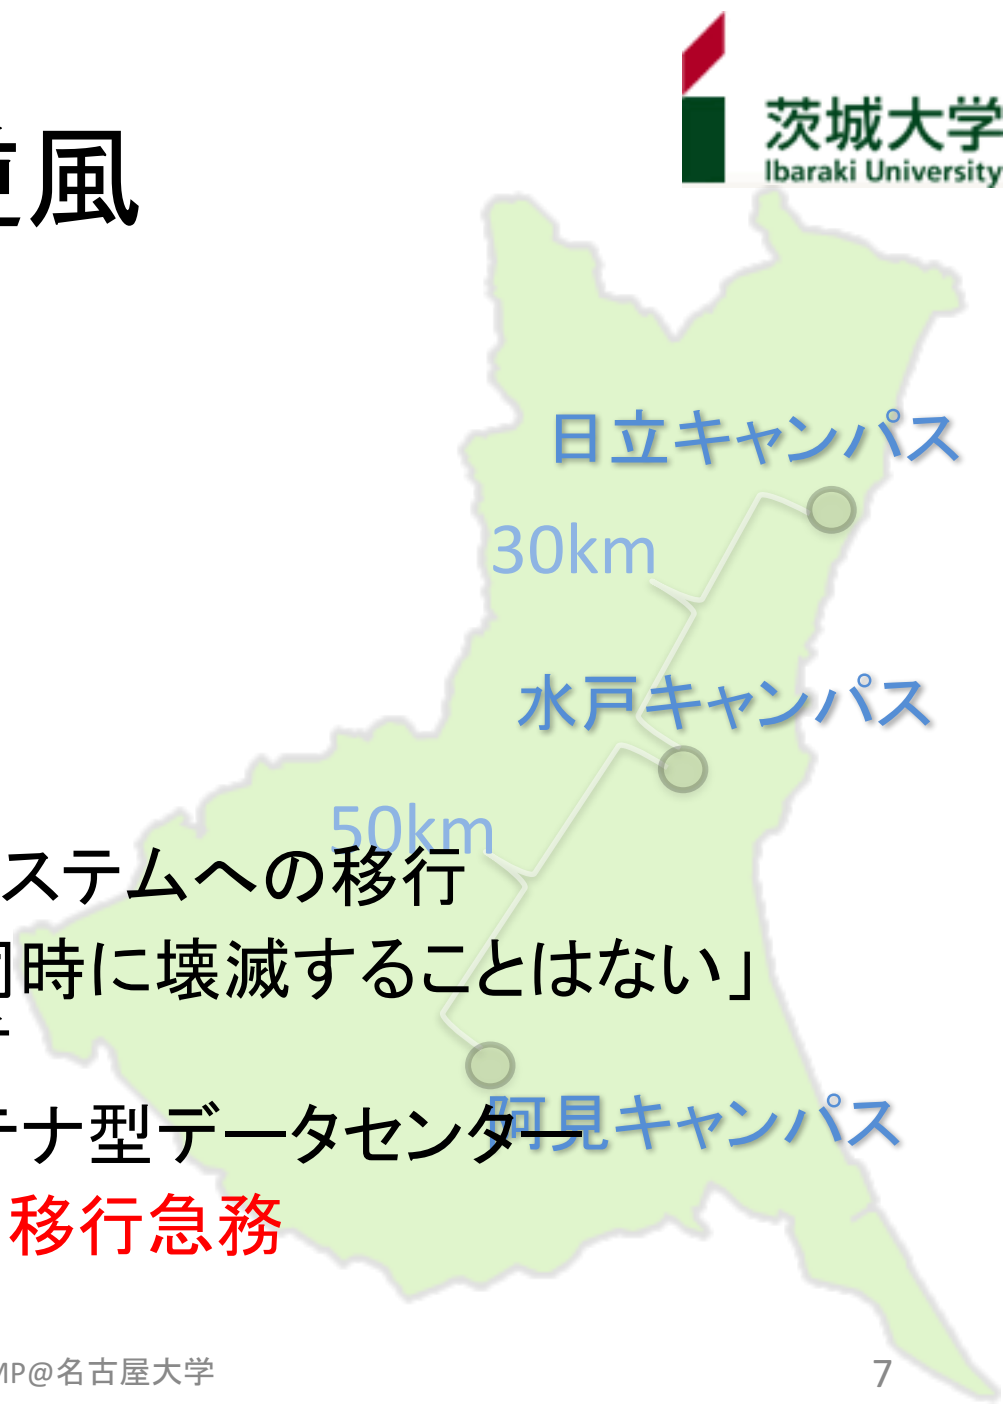 茨城大学
Ibaraki University
逆風
日立キャンパス
30km
水戸キャンパス
50km
ステムへの移行
同時に壊滅することはない」
テナ型データセンター
阿見キャンパス
移行急務
MP@名古屋大学
7